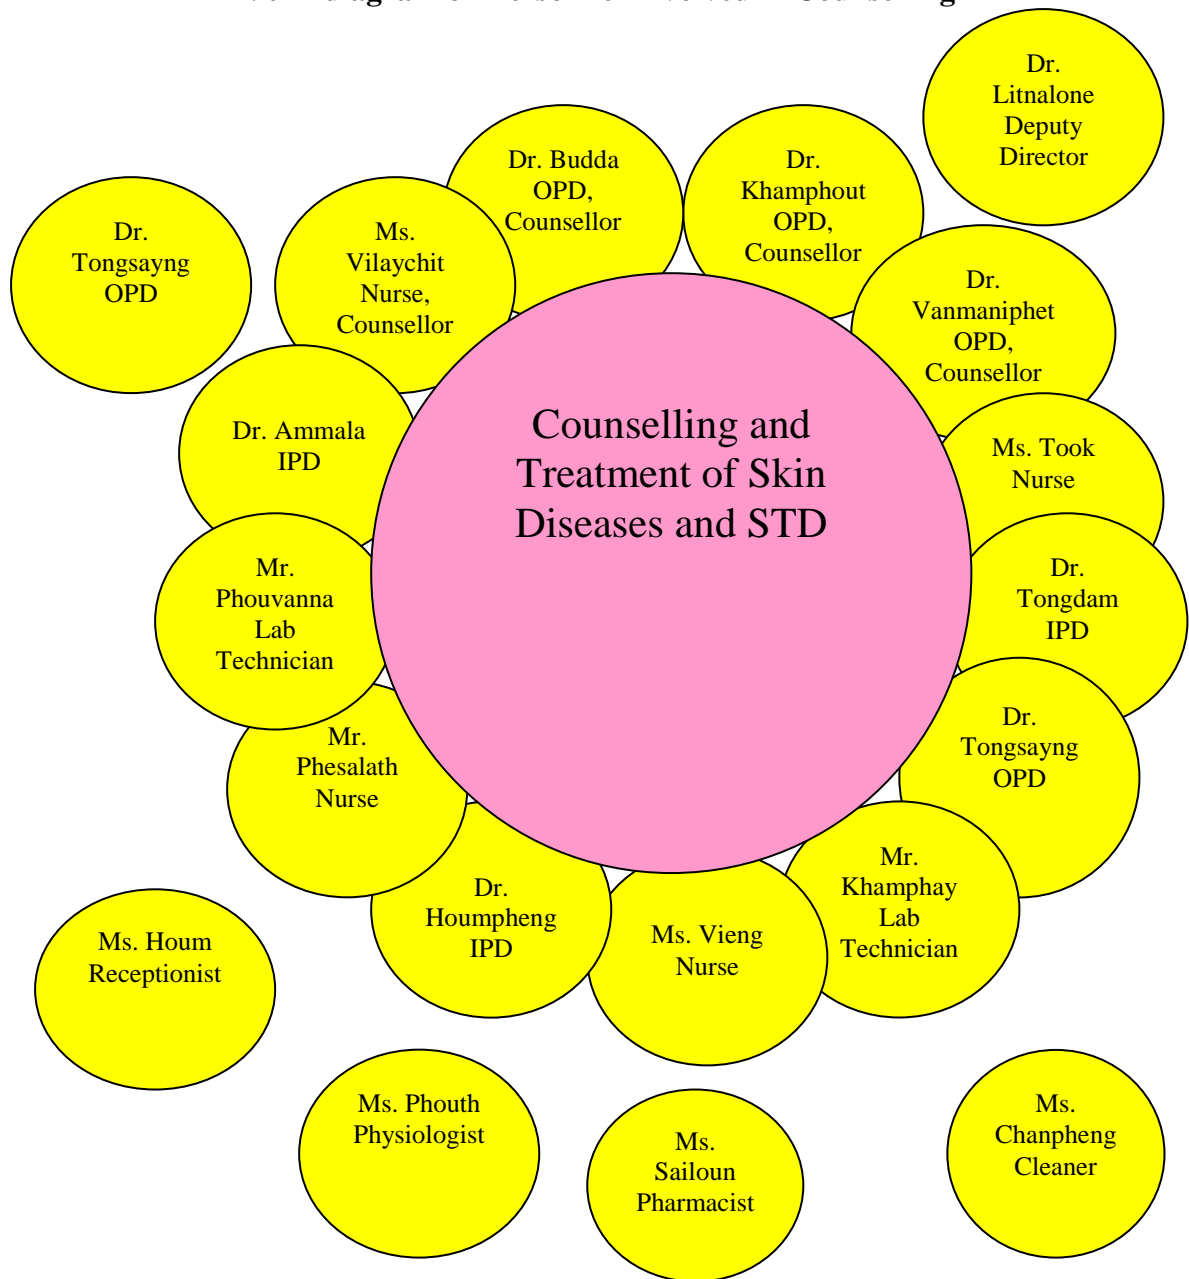 Dr.
Litnalone
Deputy
Director
Dr. Budda
OPD,
Counsellor
Dr.
Khamphout
OPD,
Counsellor
Dr.
Tongsayng
OPD
Ms.
Vilaychit
Nurse,
Counsellor
Dr.
Vanmaniphet
OPD,
Counsellor
Counselling and
Treatment of Skin
Diseases and STD
Dr. Ammala
IPD
Ms. Took
Nurse
Mr.
Phouvanna
Lab
Technician
Dr.
Tongdam
IPD
Mr.
Phesalath
Nurse
Dr.
Tongsayng
OPD
Dr.
Houmpheng
IPD
Ms. Vieng
Nurse
Mr.
Khamphay
Lab
Technician
Ms. Houm
Receptionist
Ms. Phouth
Physiologist
Ms.
Sailoun
Pharmacist
Ms.
Chanpheng
Cleaner